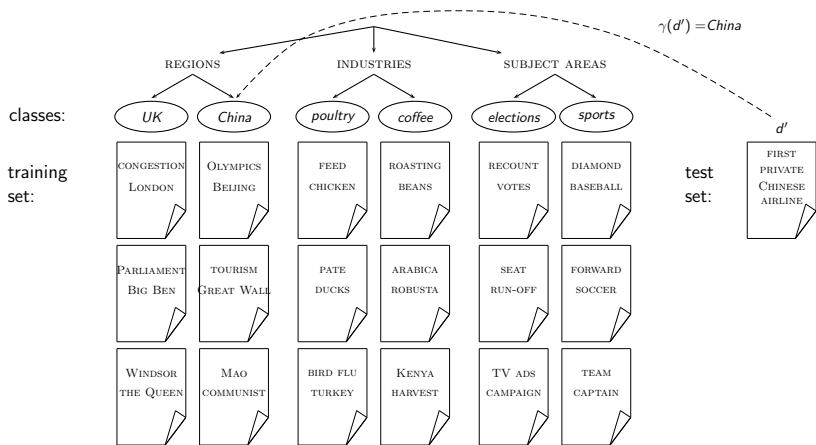 γ(d′) =China
REGIONS
INDUSTRIES
SUBJECT AREAS
classes:
UK
China
poultry
coffee
elections
sports
d′
training
set:
CONGESTION
LONDON
OLYMPICS
BEIJING
FEED
CHICKEN
ROASTING
BEANS
RECOUNT
VOTES
DIAMOND
BASEBALL
test
set:
FIRST
PRIVATE
CHINESE
AIRLINE
PARLIAMENT
BIG BEN
TOURISM
GREAT WALL
PATE
DUCKS
ARABICA
ROBUSTA
SEAT
RUN-OFF
FORWARD
SOCCER
WINDSOR
THE QUEEN
MAO
COMMUNIST
BIRD FLU
TURKEY
KENYA
HARVEST
TV ADS
CAMPAIGN
TEAM
CAPTAIN